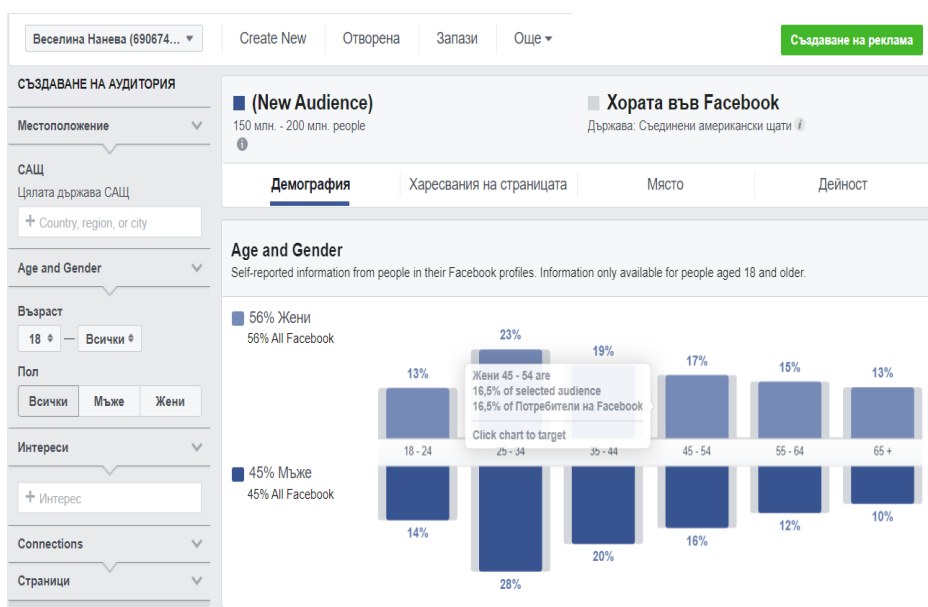 Веселина Нанева (690674...
Create New
Отворена
Запази
Още
Създаване на реклама
СЪЗДАВАНЕ НА АУДИТОРИЯ
Местоположение
САЩ
Цялата държава САЩ
+ Country, region, or city
Age and Gender
Възраст
18 — Всички
Пол
Всички Мъже Жени
Интереси
+ Интерес
Connections
Страници
(New Audience)
150 млн. - 200 млн. people
Хората във Facebook
Държава: Съединени американски щати i
Демография
Харесвания на страницата
Място
Дейност
Age and Gender
Self-reported information from people in their Facebook profiles. Information only available for people aged 18 and older.
56% Жени
56% All Facebook
13% 23% 19% 17% 15% 13%
Жени 45 - 54 are
16,5% of selected audience
16,5% of Потребители на Facebook
Click chart to target
18 - 24 25 - 34 35 - 44 45 - 54 55 - 64 65 +
45% Мъже
45% All Facebook
14% 28% 20% 16% 12% 10%